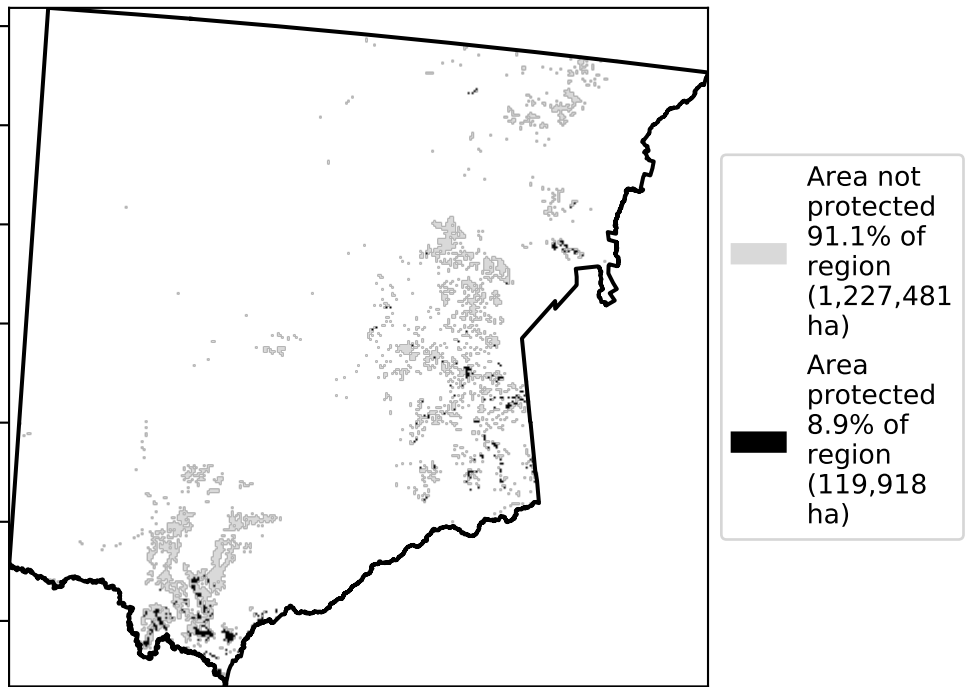 Area not
protected
91.1% of
region
(1,227,481
ha)
Area
protected
8.9% of
region
(119,918
ha)